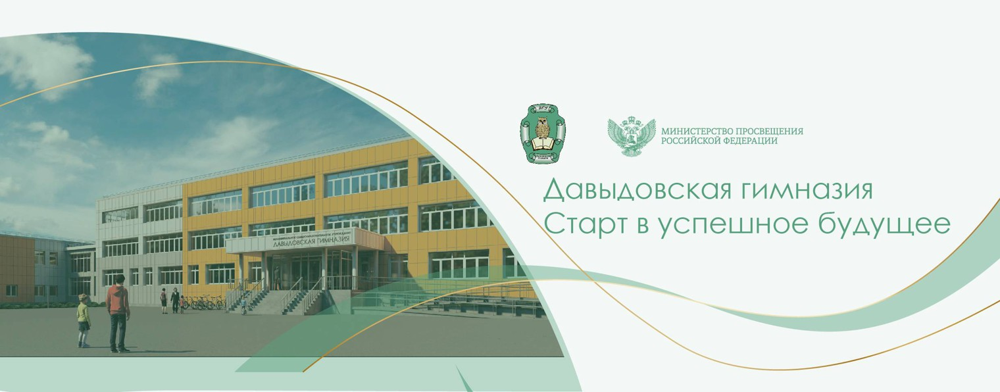 МИНИСТЕРСТВО ПРОСВЕЩЕНИЯ
РОССИЙСКОЙ ФЕДЕРАЦИИ
Давыдовская гимназия
Старт в успешное будущее
ДАВЫДОВСКАЯ ГИМНАЗИЯ